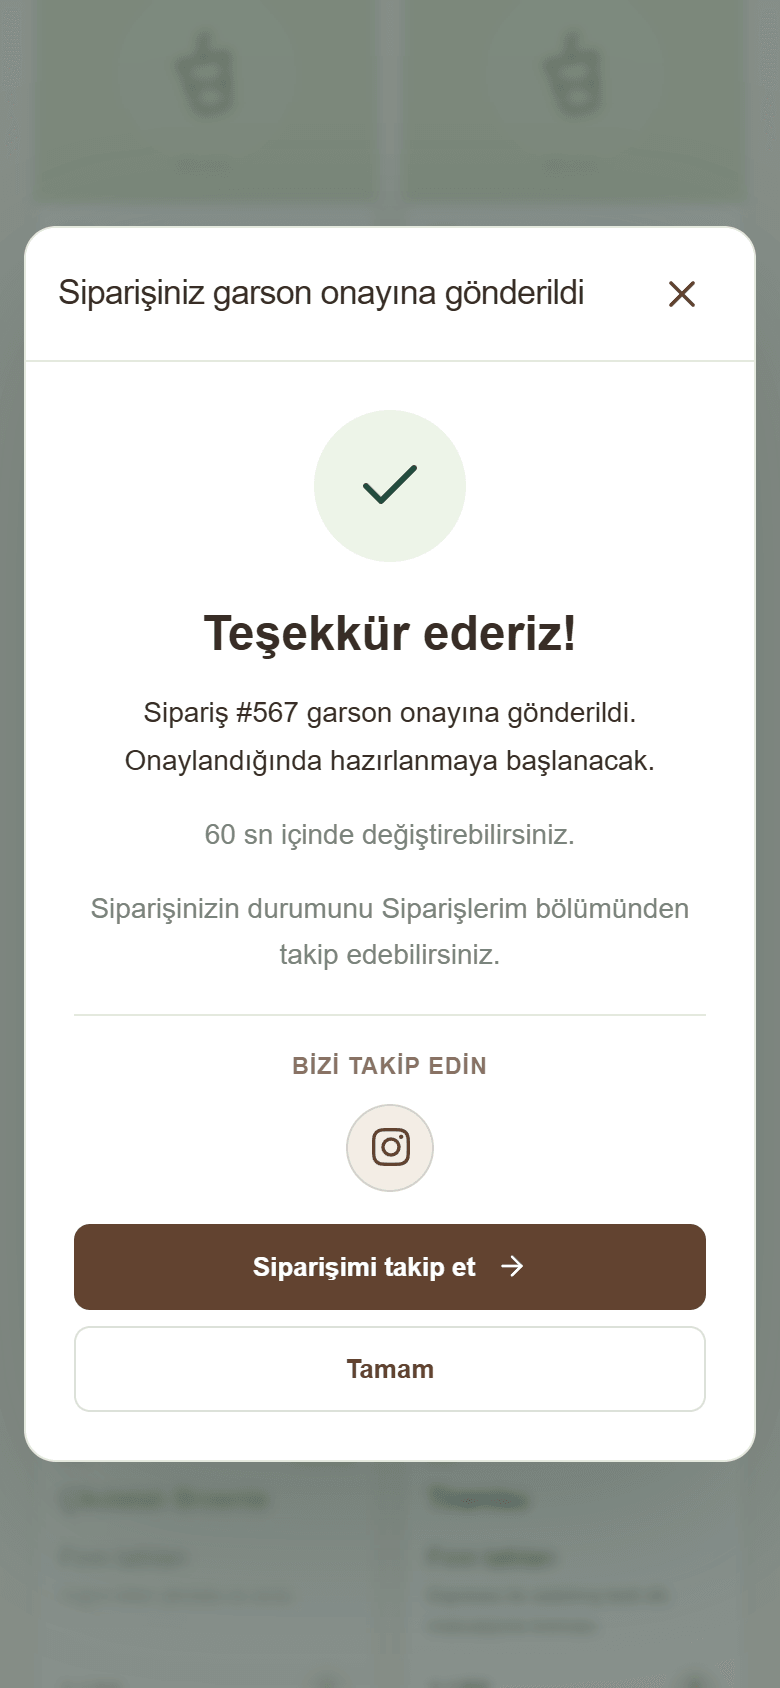 Siparişiniz garson onayına gönderildi
Teşekkür ederiz!
Sipariş #567 garson onayına gönderildi.
Onaylandığında hazırlanmaya başlanacak.
60 sn içinde değiştirebilirsiniz.
Siparişinizin durumunu Siparişlerim bölümünden
takip edebilirsiniz.
BİZİ TAKİP EDİN
Siparişimi takip et
Tamam